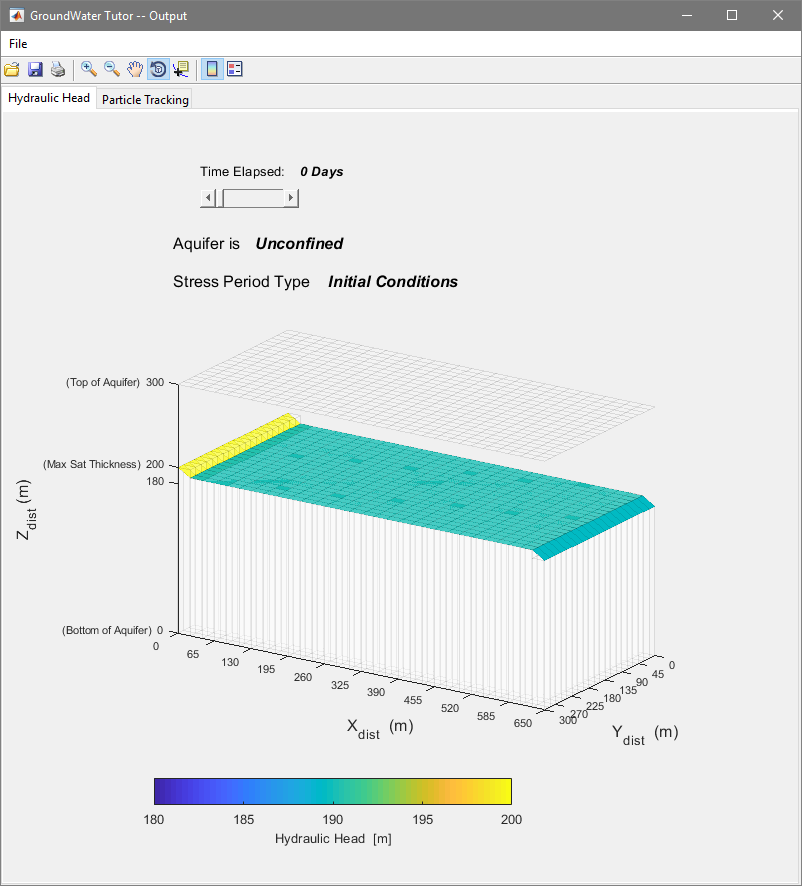 GroundWater Tutor -- Output
File
Hydraulic Head Particle Tracking
Time Elapsed: 0 Days
Aquifer is Unconfined
Stress Period Type Initial Conditions
(Top of Aquifer) 300
(Max Sat Thickness) 200
180
Zdist (m)
(Bottom of Aquifer) 0
0
65
130
195
260
325
390
455
520
585
650
Xdist (m)
300
270
225
180
135
90
45
0
Ydist (m)
180 185 190 195 200
Hydraulic Head [m]